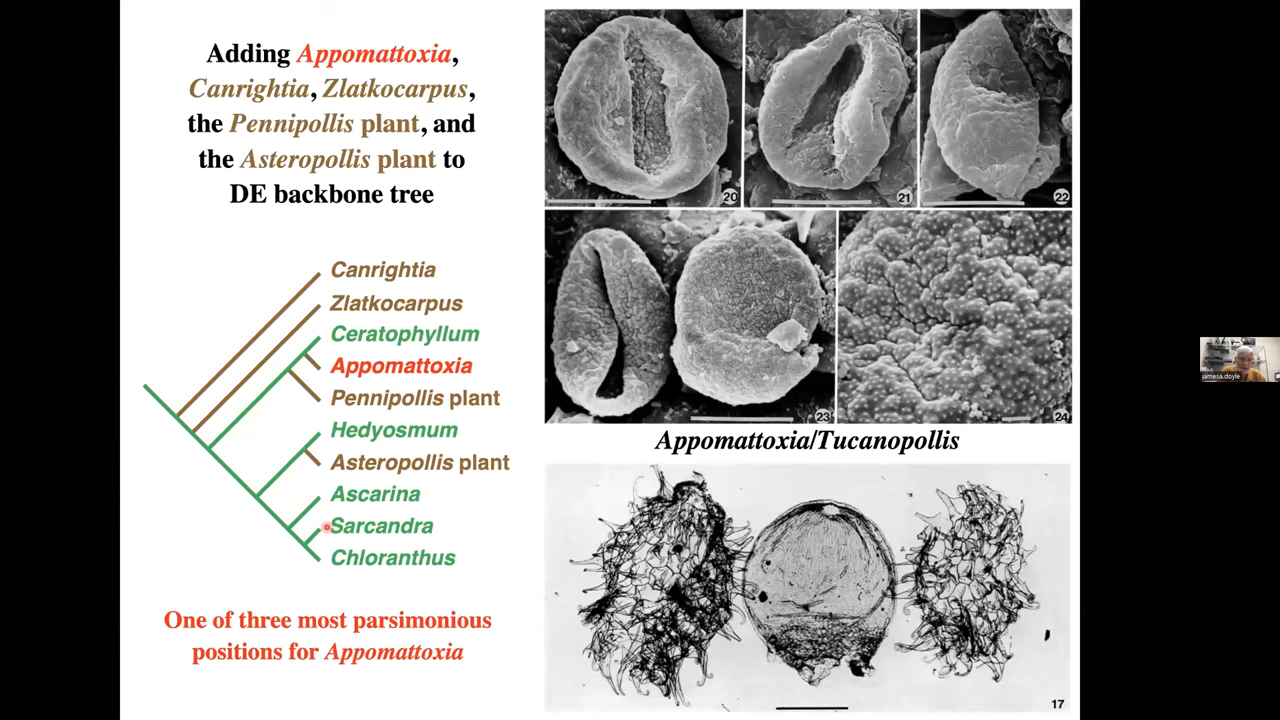 Adding Appomattoxia,
Canrightia, Zlatkocarpus,
the Pennipollis plant, and
the Asteropollis plant to
DE backbone tree
Canrightia
Zlatkocarpus
Ceratophyllum
Appomattoxia
Pennipollis plant
Hedyosmum
Asteropollis plant
Ascarina
Sarcandra
Chloranthus
One of three most parsimonious
positions for Appomattoxia
20
21
22
23
24
Appomattoxia/Tucanopollis
17
jamesa.doyle